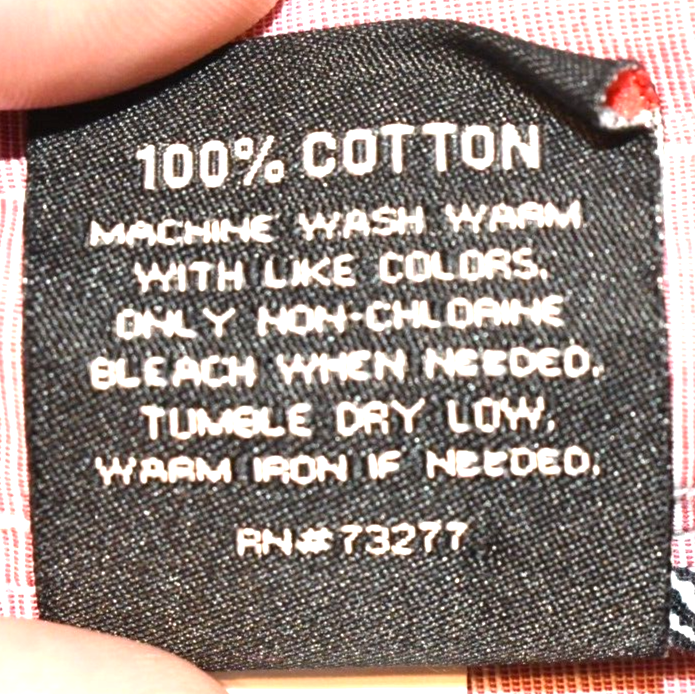 100% COTTON
MACHINE WASH WARM
WITH LIKE COLORS.
ONLY NON-CHLORINE
BLEACH WHEN NEEDED.
TUMBLE DRY LOW.
WARM IRON IF NEEDED.
RN#73277